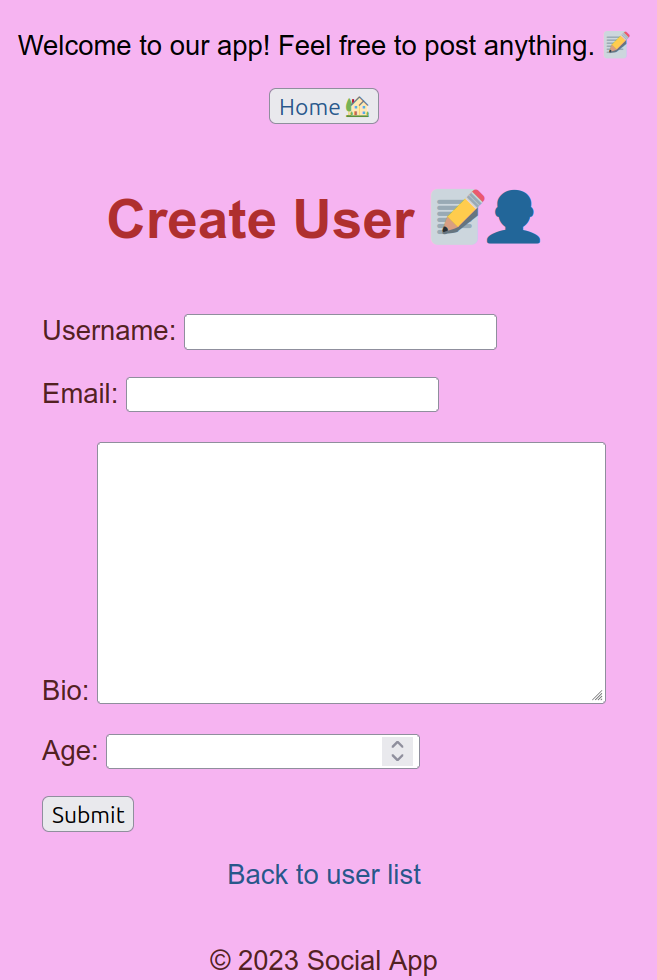 Welcome to our app! Feel free to post anything. 📝
Home 🏡
Create User 📝👤
Username:
Email:
Bio:
Age:
Submit
Back to user list
© 2023 Social App